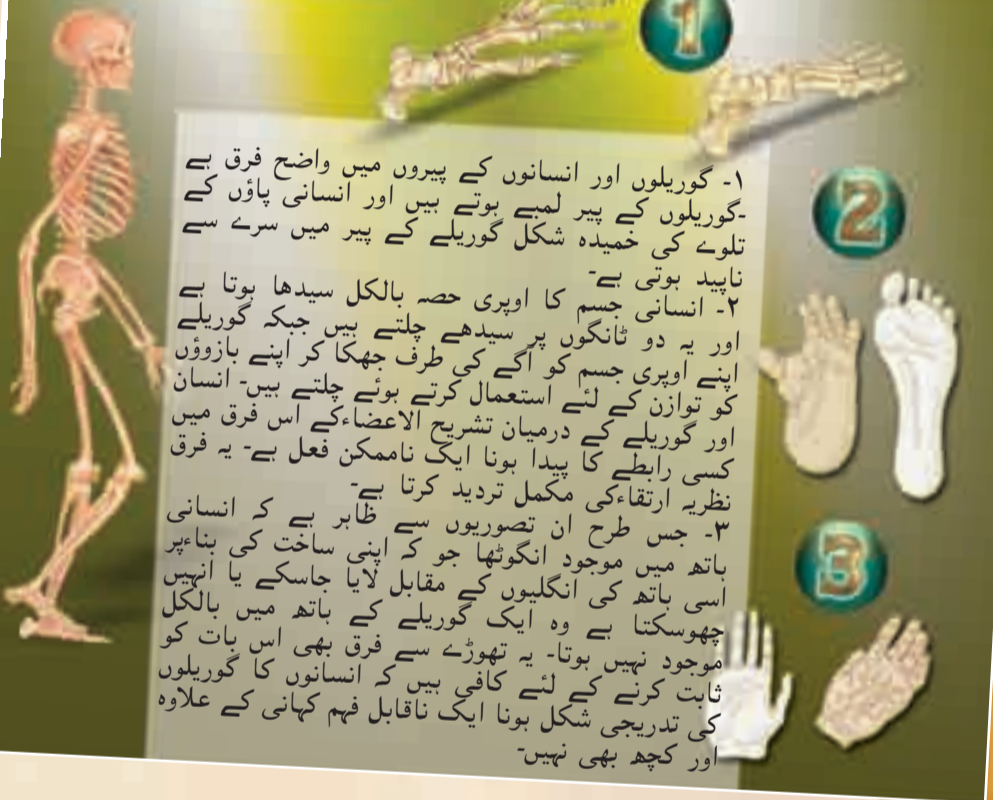 1
2
3
۱۔ گوریلوں اور انسانوں کے پیروں میں واضح فرق ہے
۔گوریلوں کے پیر لمبے ہوتے ہیں اور انسانی پاؤں کے
تلوے کی خمیدہ شکل گوریلے کے پیر میں سرے سے
ناپید ہوتی ہے۔
۲۔ انسانی جسم کا اوپری حصہ بالکل سیدھا ہوتا ہے
اور یہ دو ٹانگوں پر سیدھے چلتے ہیں جبکہ گوریلے
اپنے اوپری جسم کو آگے کی طرف جھکا کر اپنے بازوؤں
کو توازن کے لئے استعمال کرتے ہوئے چلتے ہیں۔ انسان
اور گوریلے کے درمیان تشریح الاعضاءکے اس فرق میں
کسی رابطے کا پیدا ہونا ایک ناممکن فعل ہے۔ یہ فرق
نظریہ ارتقاءکی مکمل تردید کرتا ہے۔
۳۔ جس طرح ان تصوریوں سے ظاہر ہے کہ انسانی
ہاتھ میں موجود انگوٹھا جو کہ اپنی ساخت کی بناءپر
اسی ہاتھ کی انگلیوں کے مقابل لایا جاسکے یا انہیں
چھوسکتا ہے وہ ایک گوریلے کے ہاتھ میں بالکل
موجود نہیں ہوتا۔ یہ تھوڑے سے فرق بھی اس بات کو
ثابت کرنے کے لئے کافی ہیں کہ انسانوں کا گوریلوں
کی تدریجی شکل ہونا ایک ناقابل فہم کہانی کے علاوہ
اور کچھ بھی نہیں۔